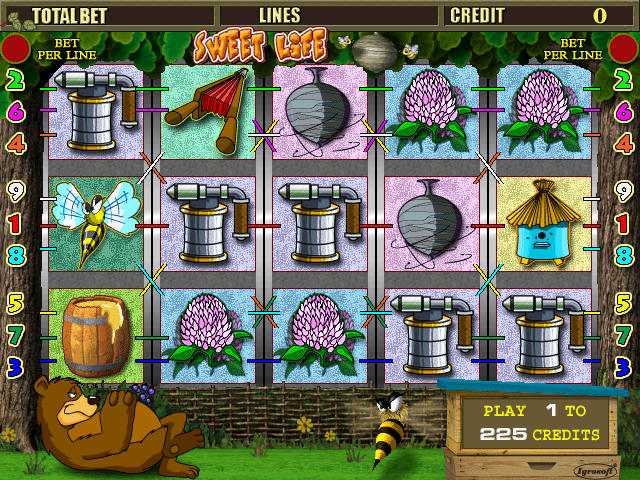 TOTAL BET LINES CREDIT 0
SWEET LIFE
BET PER LINE
BET PER LINE
2 2
6 6
4 4
9 9
1 1
8 8
5 5
7 7
3 3
PLAY 1 TO
225 CREDITS
Igrosoft